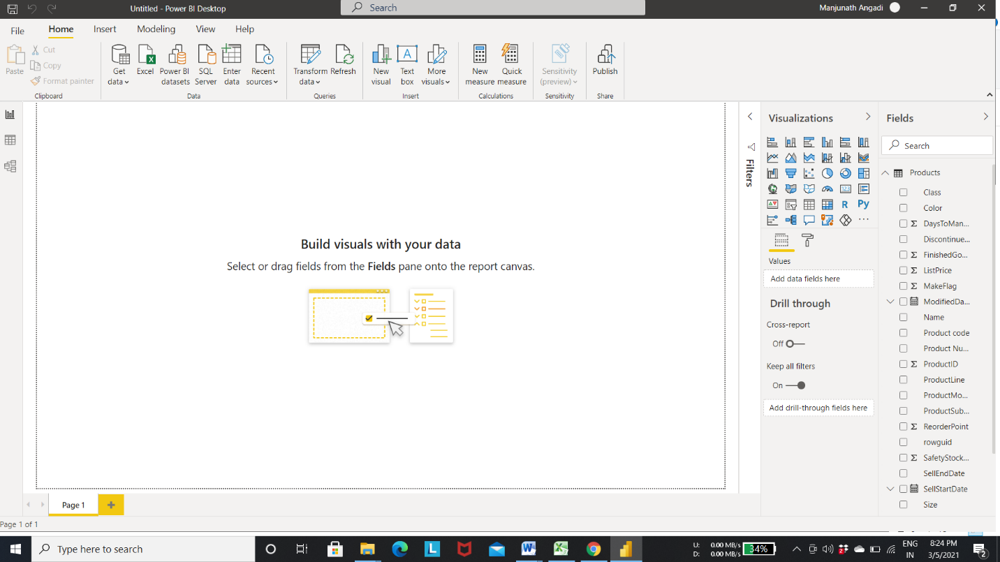 Untitled - Power BI Desktop
Search
Manjunath Angadi
File Home Insert Modeling View Help
Paste
Cut
Copy
Format painter
Clipboard
Get data
Excel
Power BI datasets
SQL Server
Enter data
Recent sources
Data
Transform data
Refresh
Queries
New visual
Text box
More visuals
Insert
New measure
Quick measure
Calculations
Sensitivity (preview)
Sensitivity
Publish
Share
Build visuals with your data
Select or drag fields from the Fields pane onto the report canvas.
Filters
Visualizations
123
R
Py
Values
Add data fields here
Drill through
Cross-report
Off
Keep all filters
On
Add drill-through fields here
Fields
Search
Products
Class
Color
Σ DaysToMan...
Discontinue...
Σ FinishedGo...
Σ ListPrice
Σ MakeFlag
ModifiedDa...
Name
Product code
Product Nu...
Σ ProductID
ProductLine
ProductMo...
ProductSub...
Σ ReorderPoint
rowguid
Σ SafetyStock...
SellEndDate
SellStartDate
Size
Page 1
Page 1 of 1
Type here to search
U: 0.00 MB/s
D: 0.00 MB/s
34%
ENG
IN
8:24 PM
3/5/2021
2